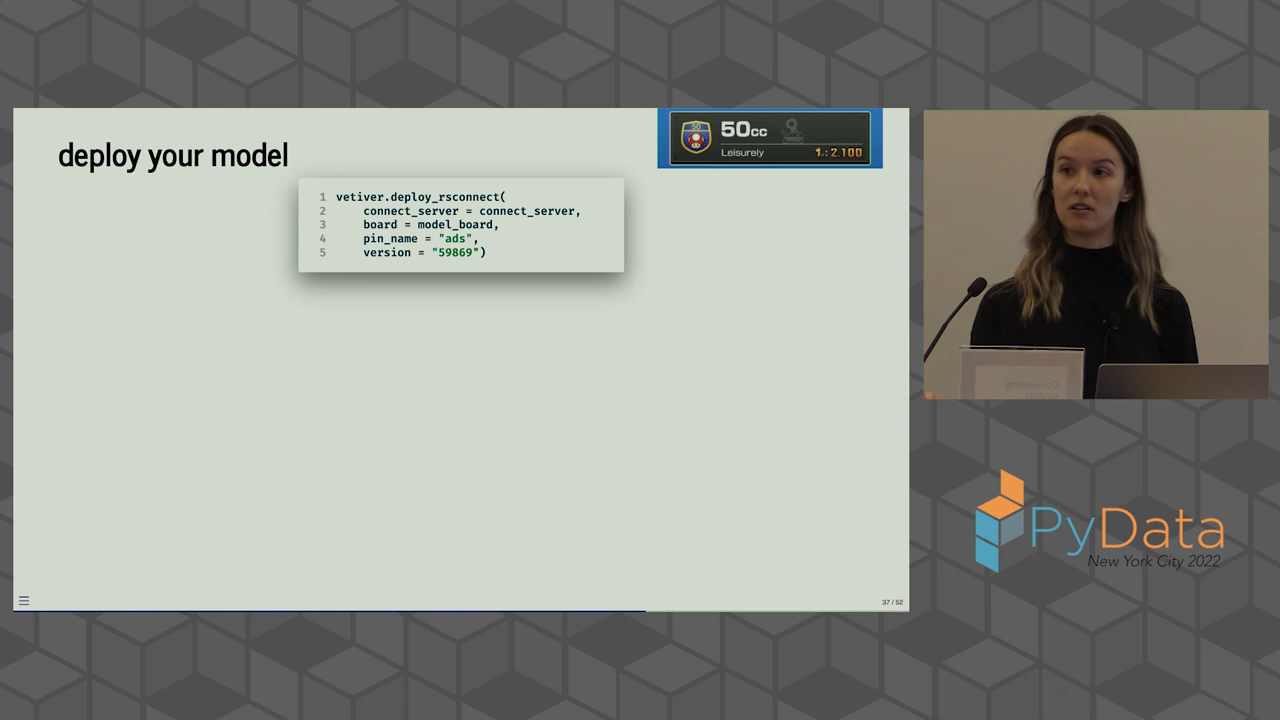 deploy your model
50cc
Leisurely
1.:2.100
1 vetiver.deploy_rsconnect(
2 connect_server = connect_server,
3 board = model_board,
4 pin_name = "ads",
5 version = "59869")
37 / 52
PyData
New York City 2022